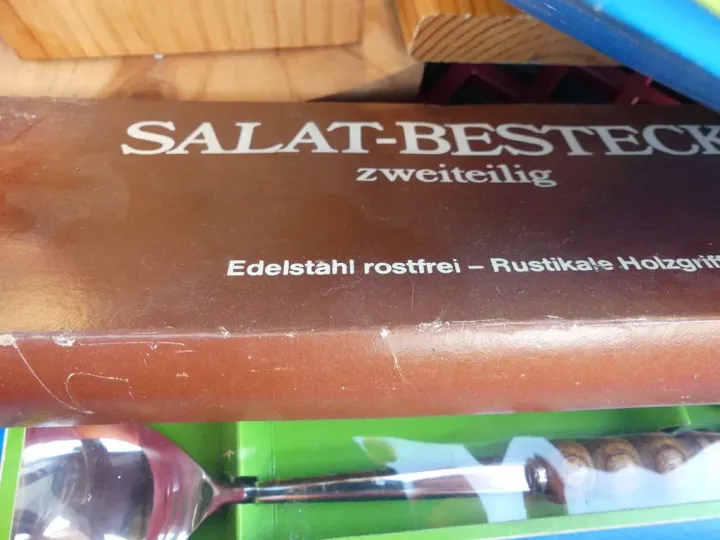 SALAT-BESTECK
zweiteilig
Edelstahl rostfrei – Rustikale Holzgriff